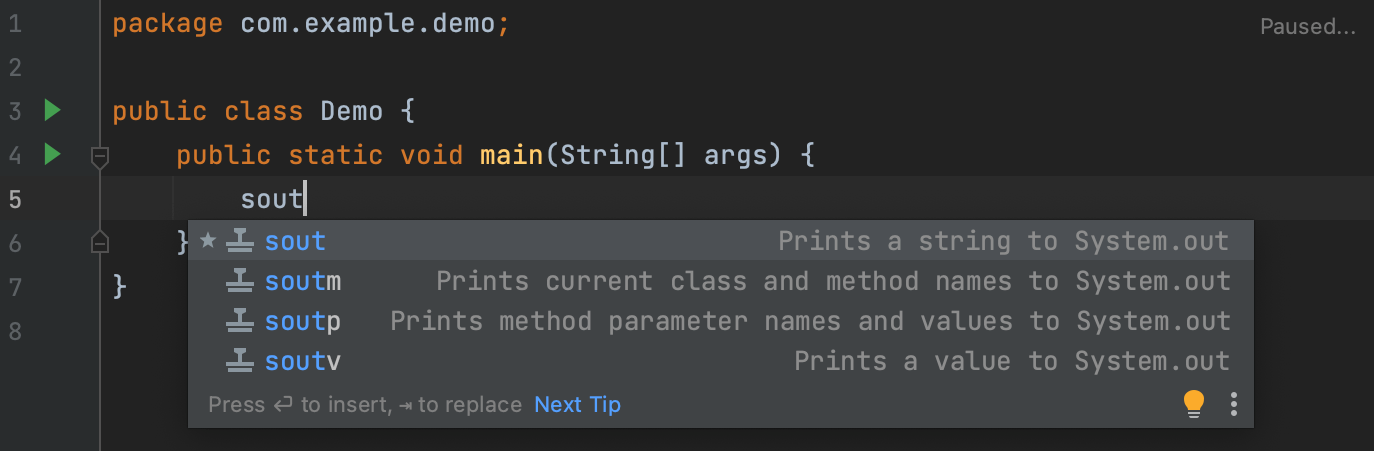 1 package com.example.demo;
Paused...
2
3 public class Demo {
4 public static void main(String[] args) {
5 sout
6 }
sout Prints a string to System.out
soutm Prints current class and method names to System.out
7 }
soutp Prints method parameter names and values to System.out
8
soutv Prints a value to System.out
Press ⏎ to insert, ⇥ to replace Next Tip